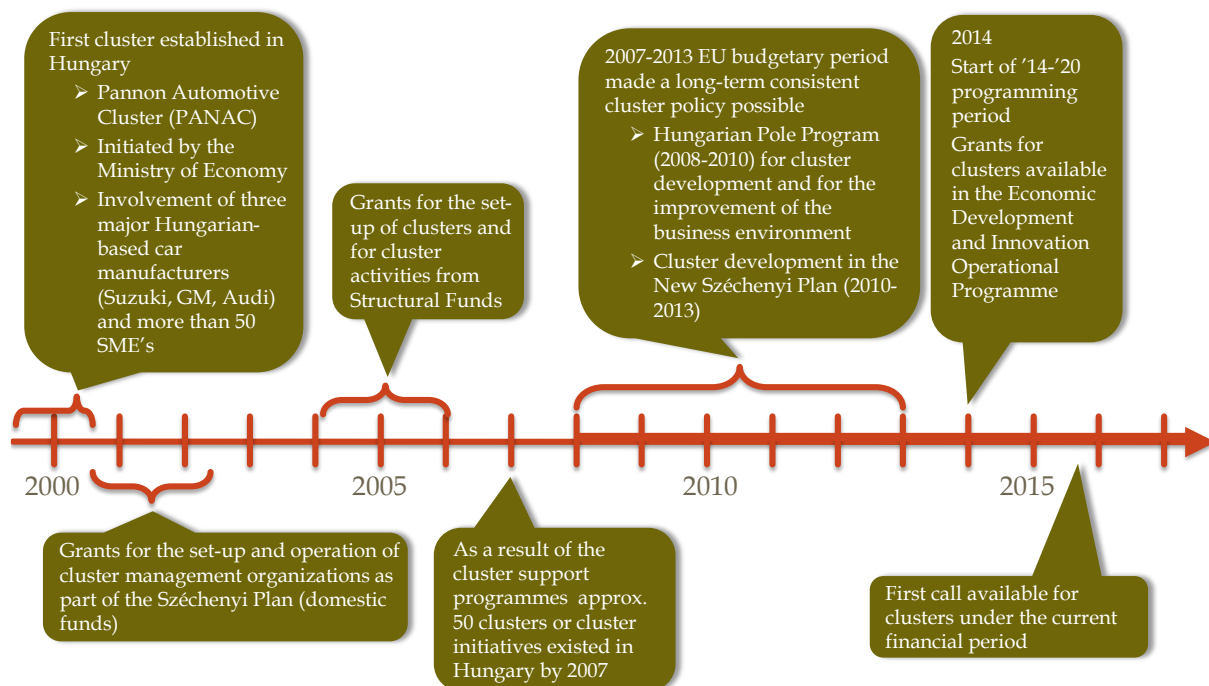 First cluster established in
Hungary
➢ Pannon Automotive
Cluster (PANAC)
➢ Initiated by the
Ministry of Economy
➢ Involvement of three
major Hungarian-
based car
manufacturers
(Suzuki, GM, Audi)
and more than 50
SME's
Grants for the set-
up of clusters and
for cluster
activities from
Structural Funds
2007-2013 EU budgetary period
made a long-term consistent
cluster policy possible
➢ Hungarian Pole Program
(2008-2010) for cluster
development and for the
improvement of the
business environment
➢ Cluster development in the
New Széchenyi Plan (2010-
2013)
2014
Start of '14-'20
programming
period
Grants for
clusters available
in the Economic
Development
and Innovation
Operational
Programme
2000
2005
2010
2015
Grants for the set-up and operation of
cluster management organizations as
part of the Széchenyi Plan (domestic
funds)
As a result of the
cluster support
programmes approx.
50 clusters or cluster
initiatives existed in
Hungary by 2007
First call available for
clusters under the current
financial period